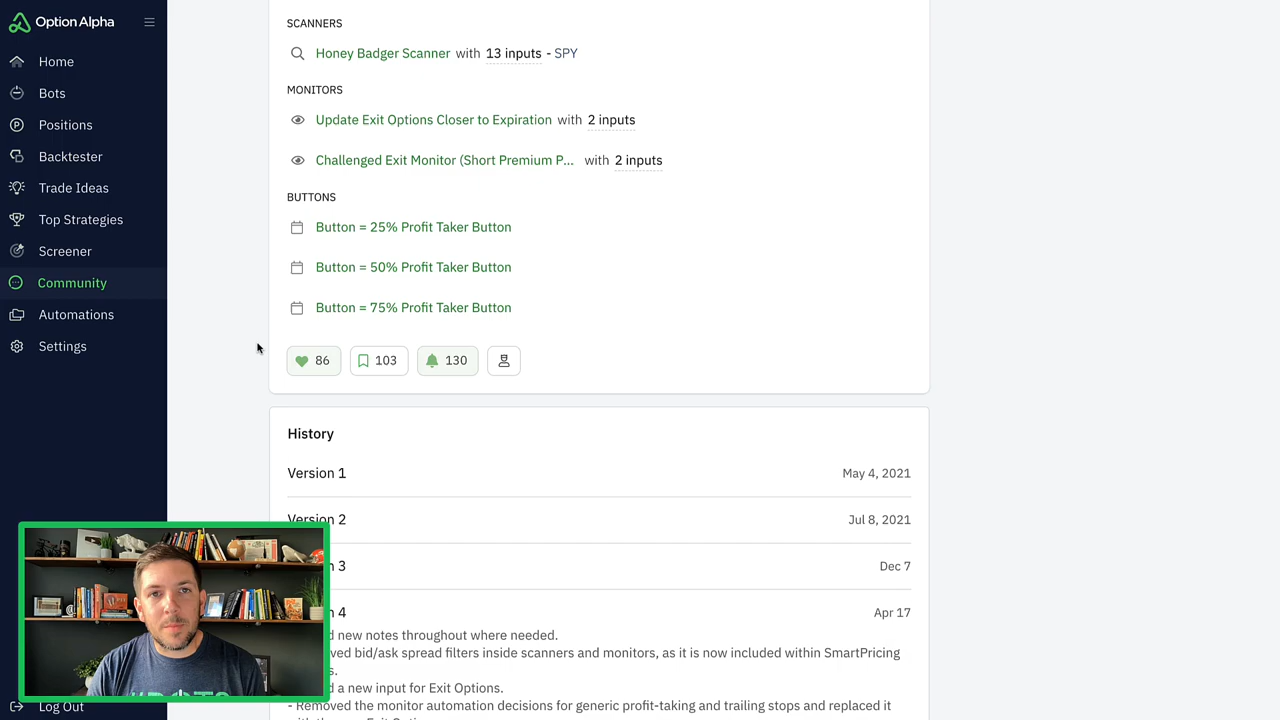 Option Alpha
Home
Bots
Positions
Backtester
Trade Ideas
Top Strategies
Screener
Community
Automations
Settings
Log Out
SCANNERS
Honey Badger Scanner with 13 inputs - SPY
MONITORS
Update Exit Options Closer to Expiration with 2 inputs
Challenged Exit Monitor (Short Premium P... with 2 inputs
BUTTONS
Button = 25% Profit Taker Button
Button = 50% Profit Taker Button
Button = 75% Profit Taker Button
86 103 130
History
Version 1 May 4, 2021
Version 2 Jul 8, 2021
3 Dec 7
4 Apr 17
new notes throughout where needed.
bid/ask spread filters inside scanners and monitors, as it is now included within SmartPricing
a new input for Exit Options.
- Removed the monitor automation decisions for generic profit-taking and trailing stops and replaced it